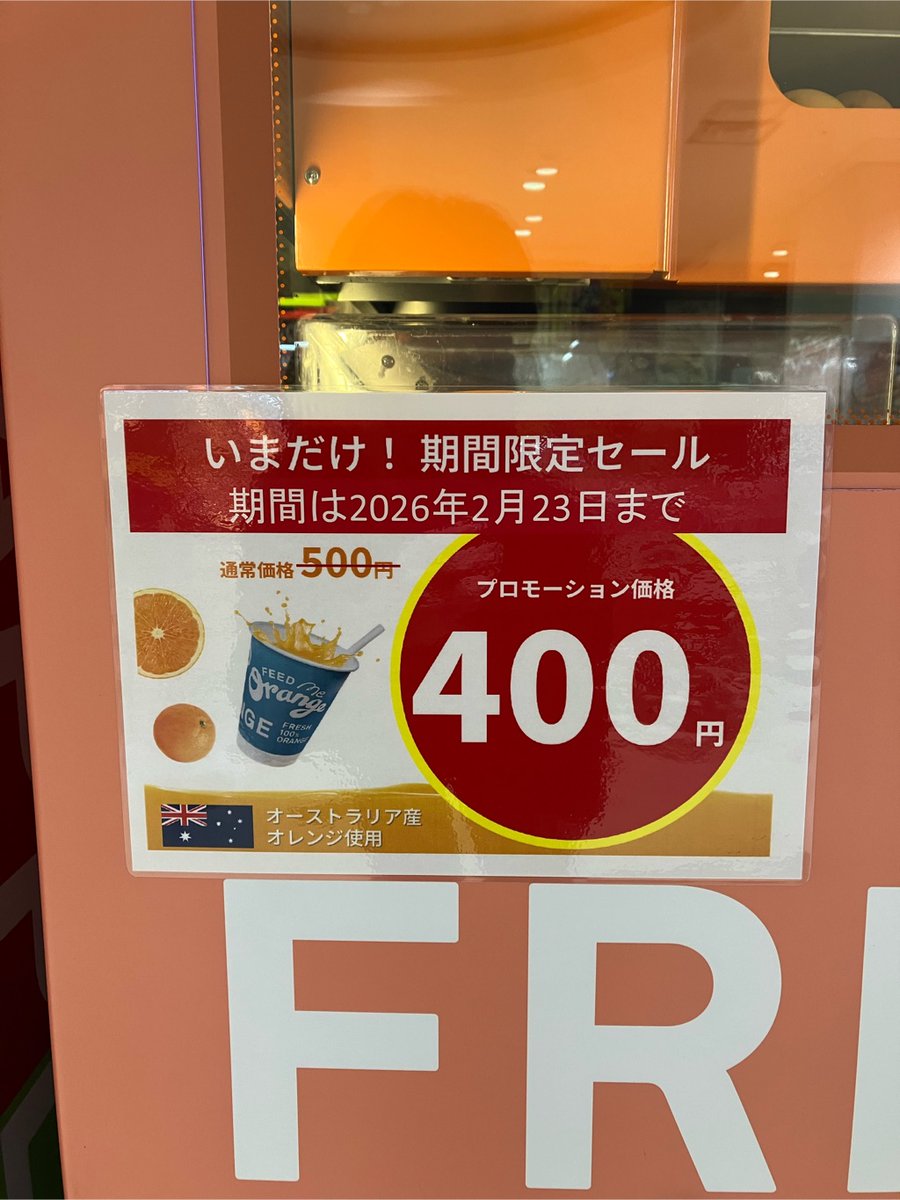 いまだけ! 期間限定セール
期間は2026年2月23日まで
通常価格 500円
プロモーション価格
400円
FEED Me
Orange
FRESH
100%
ORANGE
オーストラリア産
オレンジ使用